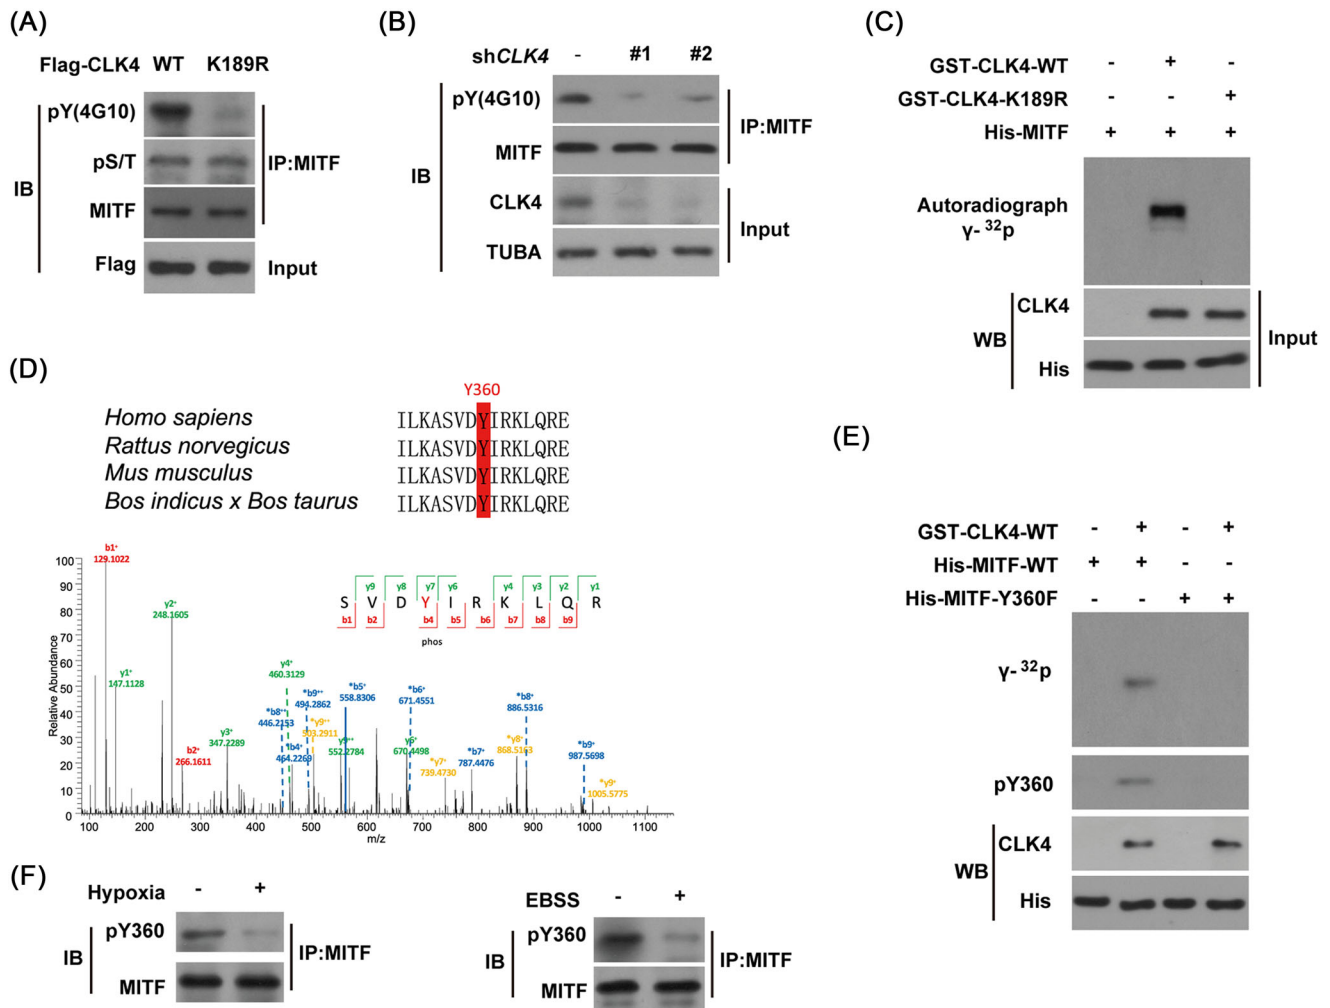 (A)
Flag-CLK4 WT K189R
pY(4G10)
pS/T
MITF
Flag
IB
IP:MITF
Input
(B)
shCLK4 - #1 #2
pY(4G10)
MITF
CLK4
TUBA
IB
IP:MITF
Input
(C)
GST-CLK4-WT - + -
GST-CLK4-K189R - - +
His-MITF + + +
Autoradiograph
γ- ³²p
CLK4
WB
His
Input
(D)
Y360
Homo sapiens ILKASVDYIRKLQRE
Rattus norvegicus ILKASVDYIRKLQRE
Mus musculus ILKASVDYIRKLQRE
Bos indicus x Bos taurus ILKASVDYIRKLQRE
Relative Abundance
100
90
80
70
60
50
40
30
20
10
0
b1⁺
129.1022
y2⁺
248.1605
y1⁺
147.1128
b2⁺
266.1611
y3⁺
347.2289
y4⁺
460.3129
*b9⁺⁺
494.2862
*b8⁺⁺
446.2153
*y9⁺⁺
503.2911
*b4⁺
464.2269
*b5⁺
558.8306
y9⁺⁺
552.2784
*b6⁺
671.4551
y6⁺
670.4498
*y7⁺
739.4730
*b7⁺
787.4476
*b8⁺
886.5316
*y8⁺
868.5163
*b9⁺
987.5698
*y9⁺
1005.5775
y9 y8 y7 y6 y4 y3 y2 y1
S V D Y I R K L Q R
b1 b2 b4 b5 b6 b7 b8 b9
phos
100 200 300 400 500 600 700 800 900 1000 1100
m/z
(E)
GST-CLK4-WT - + - +
His-MITF-WT + + - -
His-MITF-Y360F - - + +
γ- ³²p
pY360
CLK4
WB
His
(F)
Hypoxia - +
pY360
IB
MITF
IP:MITF
EBSS - +
pY360
IB
MITF
IP:MITF